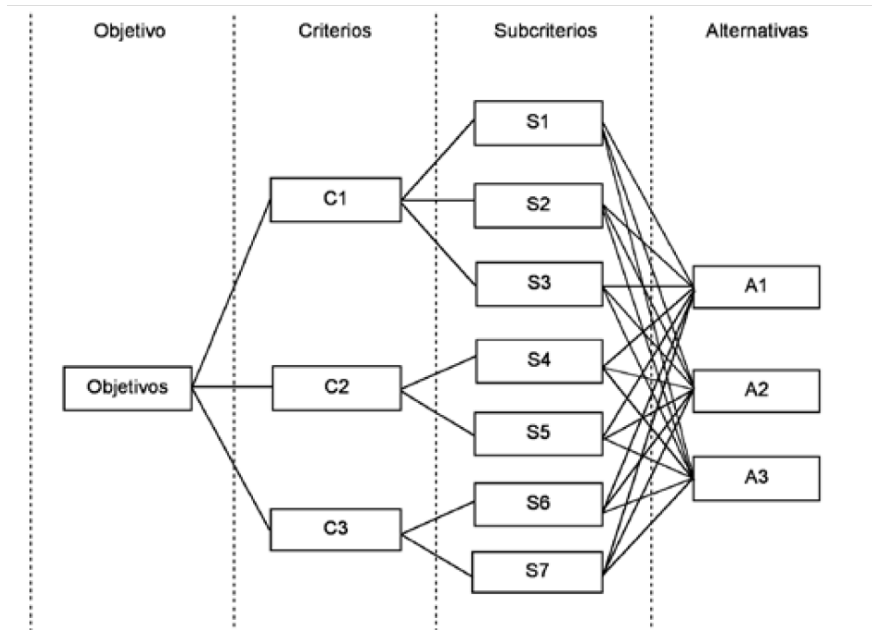 Objetivo
Criterios
Subcriterios
Alternativas
S1
C1
S2
S3
A1
S4
Objetivos
C2
A2
S5
A3
S6
C3
S7